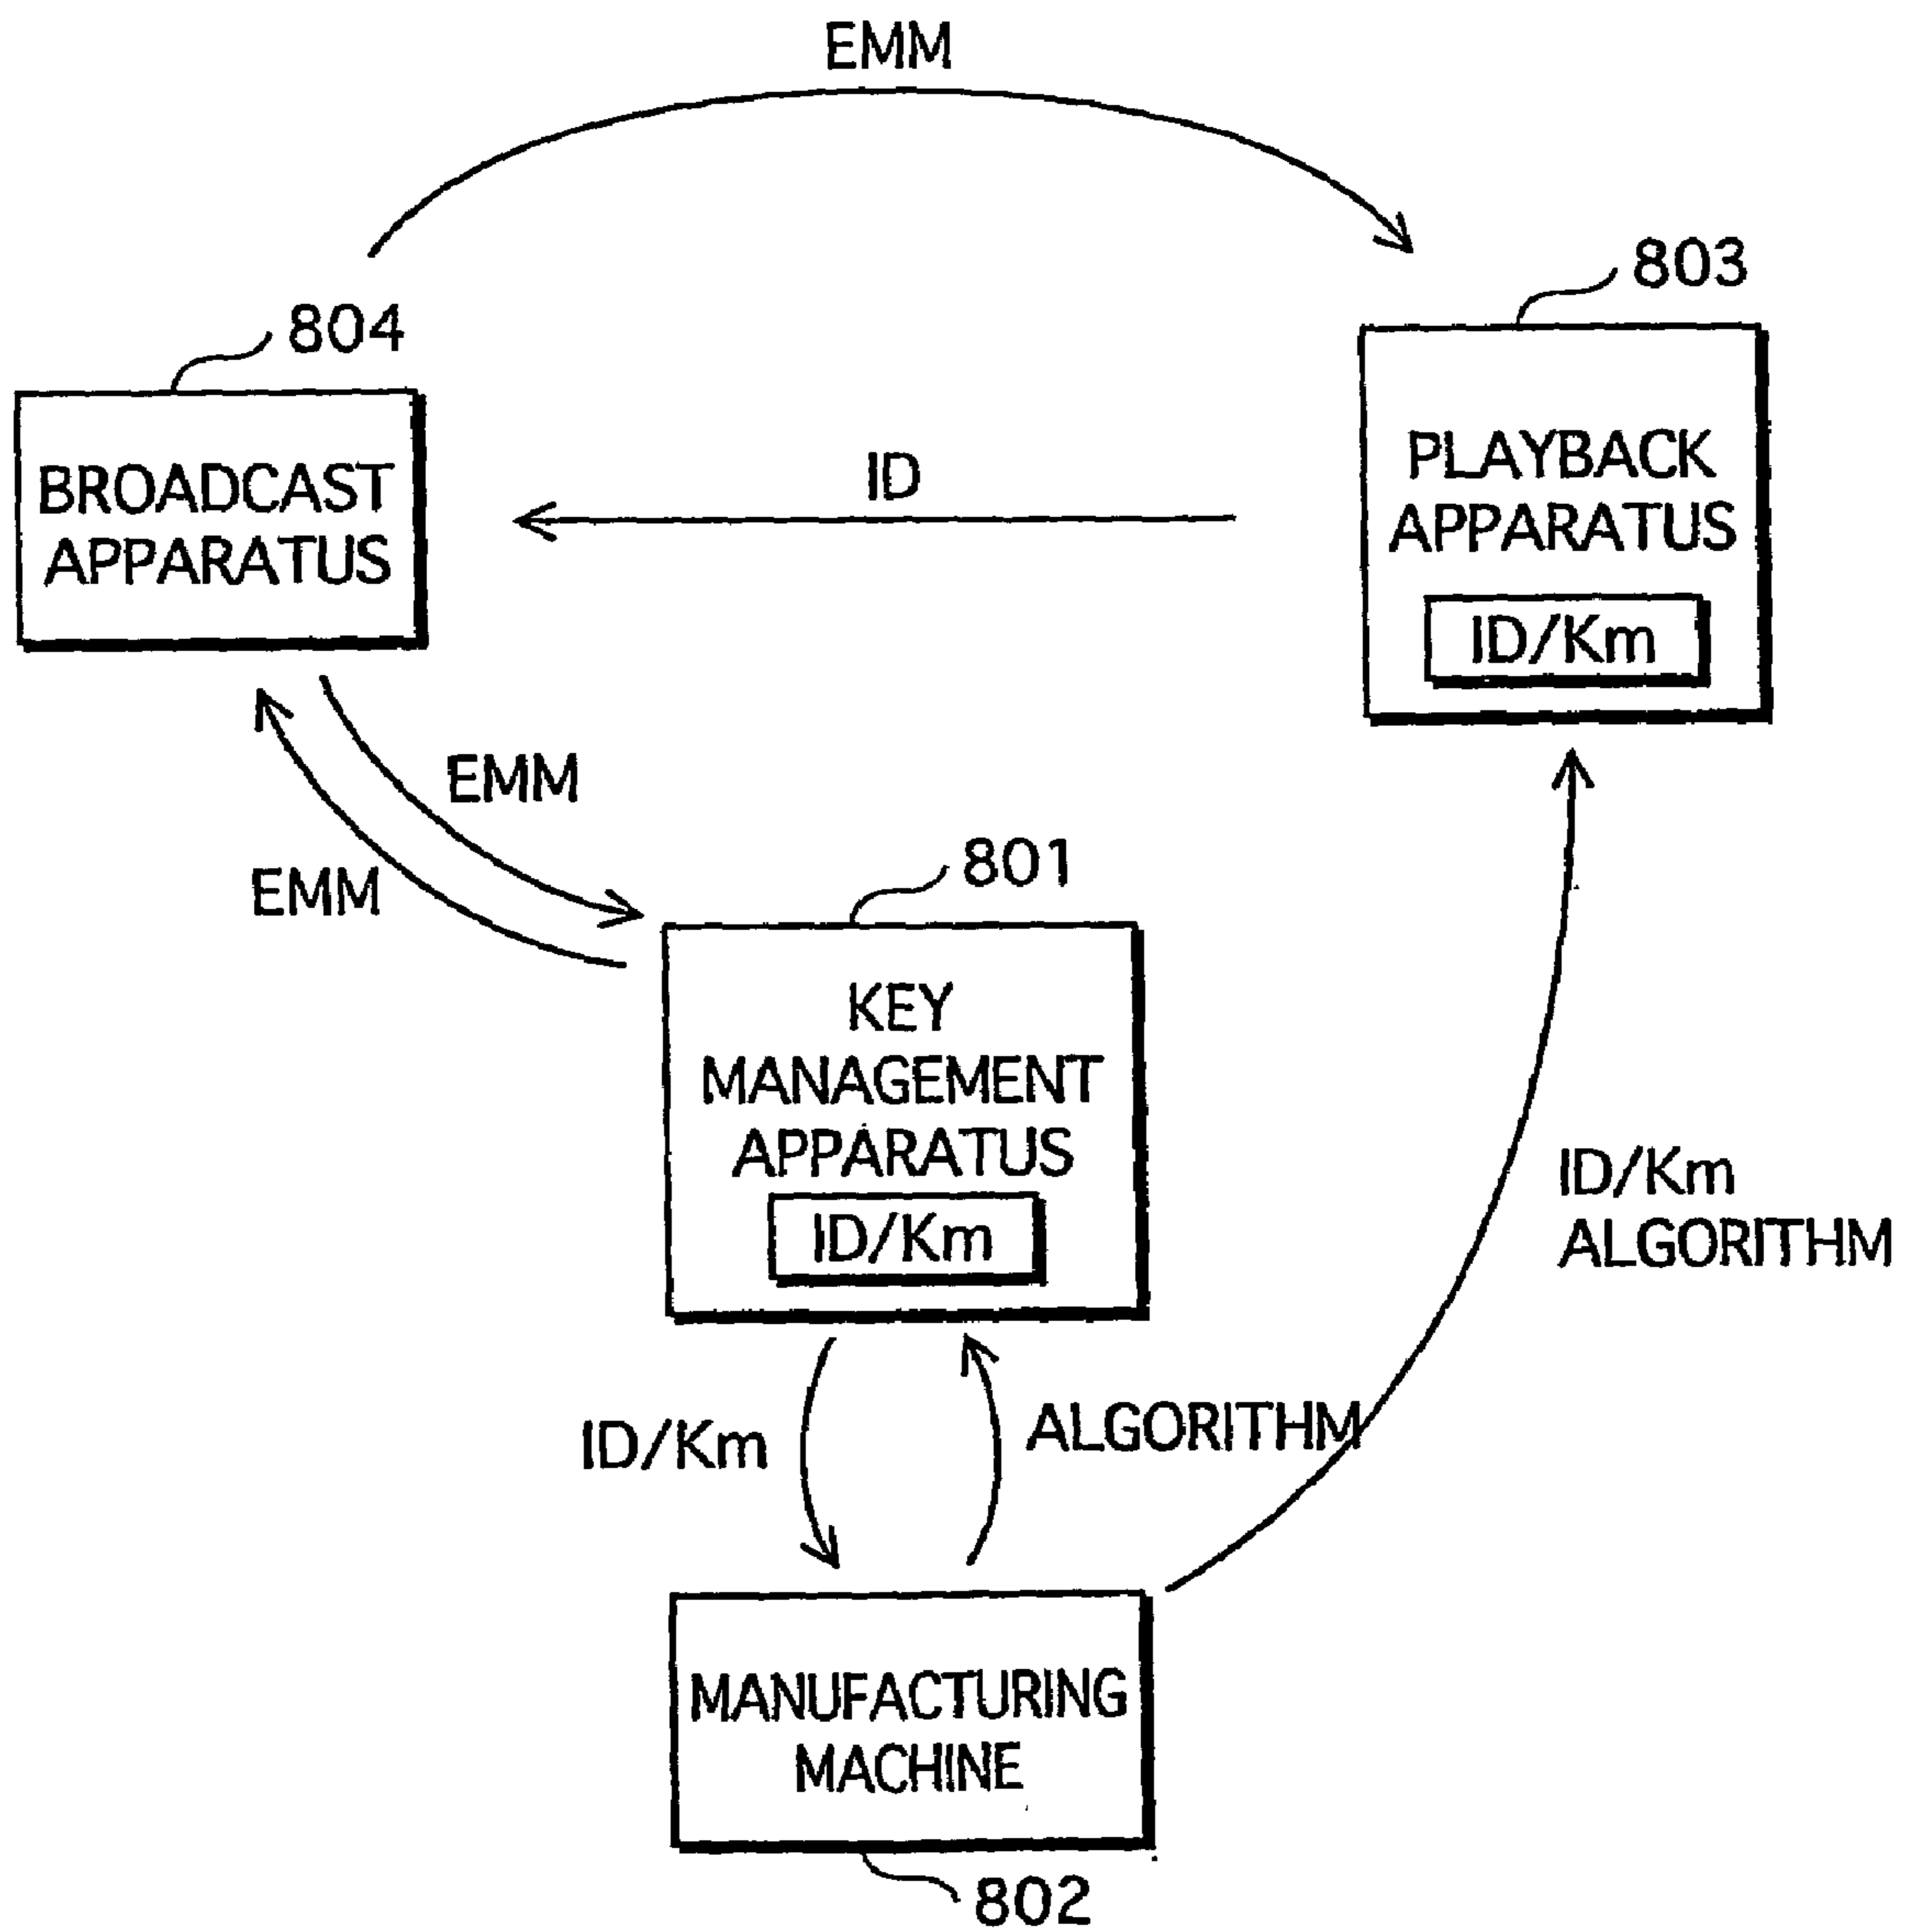 EMM
803
804
BROADCAST
APPARATUS
ID
PLAYBACK
APPARATUS
ID/Km
EMM
EMM
801
KEY
MANAGEMENT
APPARATUS
ID/Km
ID/Km
ALGORITHM
ID/Km
ALGORITHM
MANUFACTURING
MACHINE
802